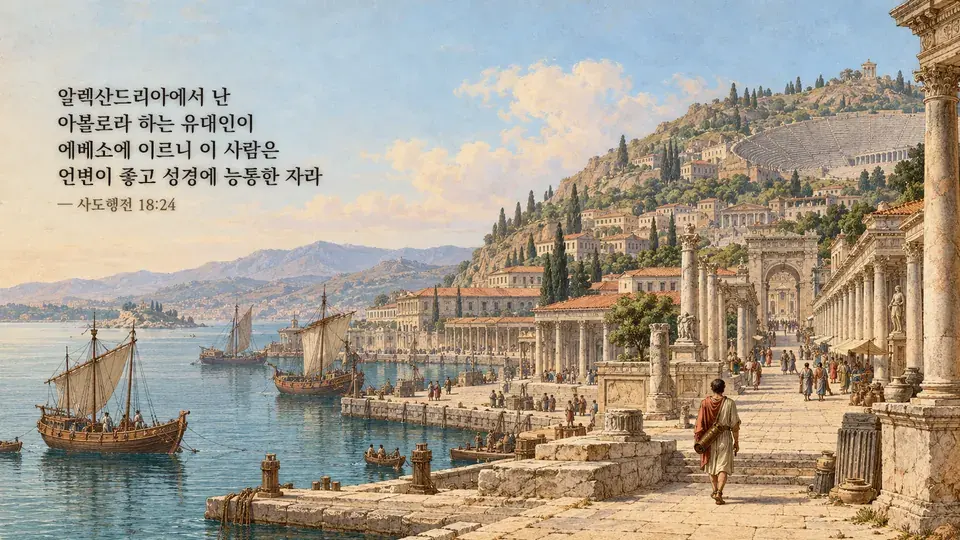 알렉산드리아에서 난
아볼로라 하는 유대인이
에베소에 이르니 이 사람은
언변이 좋고 성경에 능통한 자라
— 사도행전 18:24